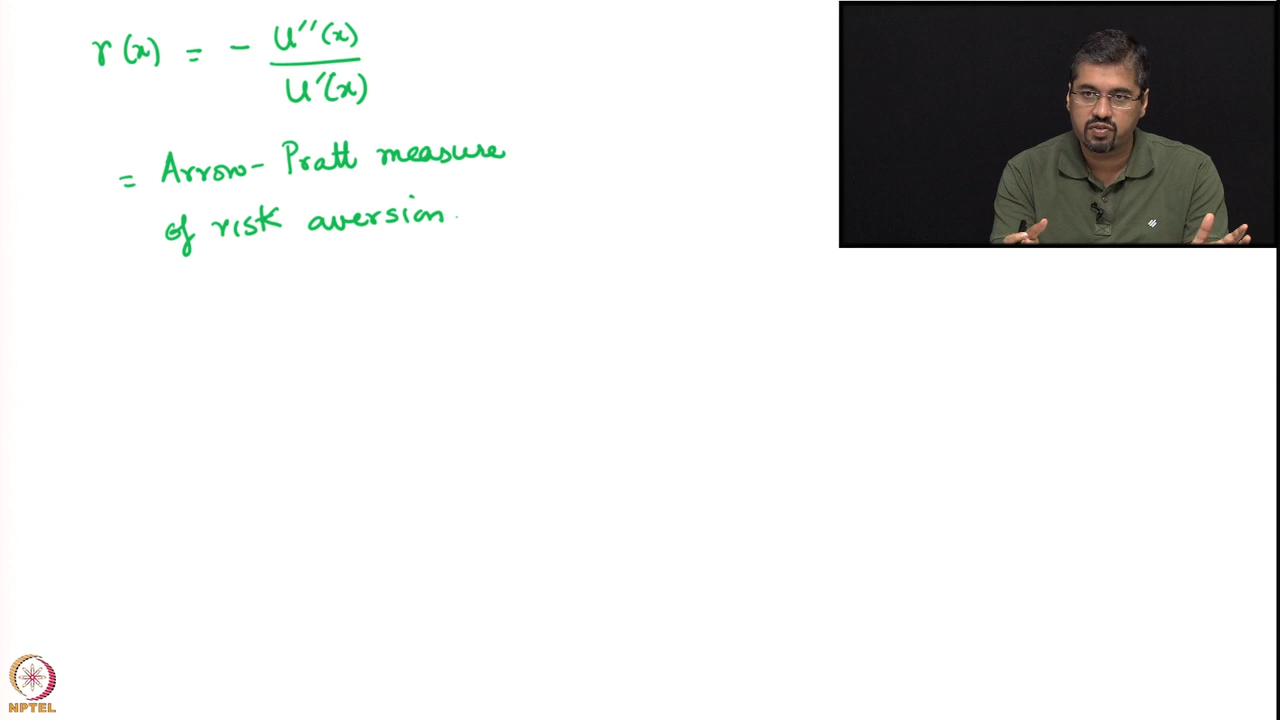 r(x) = - U''(x) / U'(x)
= Arrow-Pratt measure
of risk aversion.
NPTEL